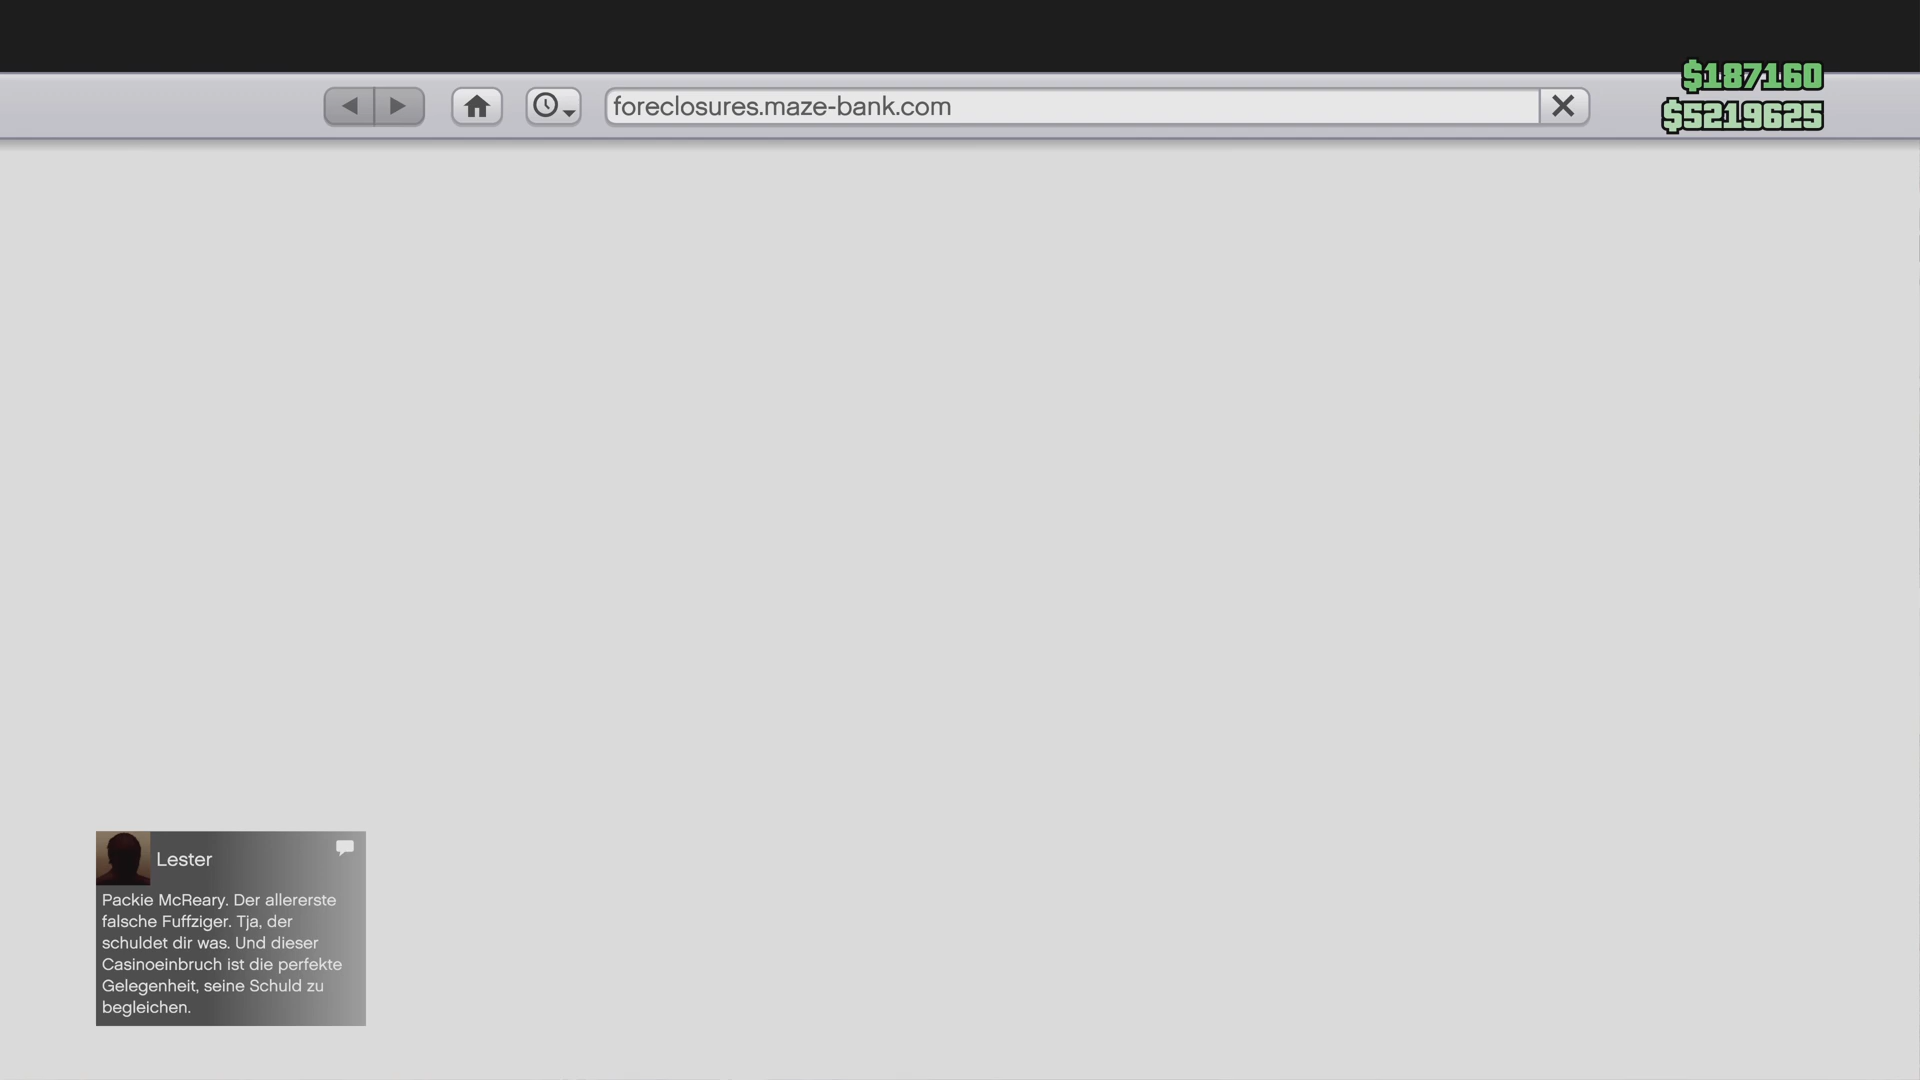 $187160
foreclosures.maze-bank.com
$5219625
Lester
Packie McReary. Der allererste
falsche Fuffziger. Tja, der
schuldet dir was. Und dieser
Casinoeinbruch ist die perfekte
Gelegenheit, seine Schuld zu
begleichen.